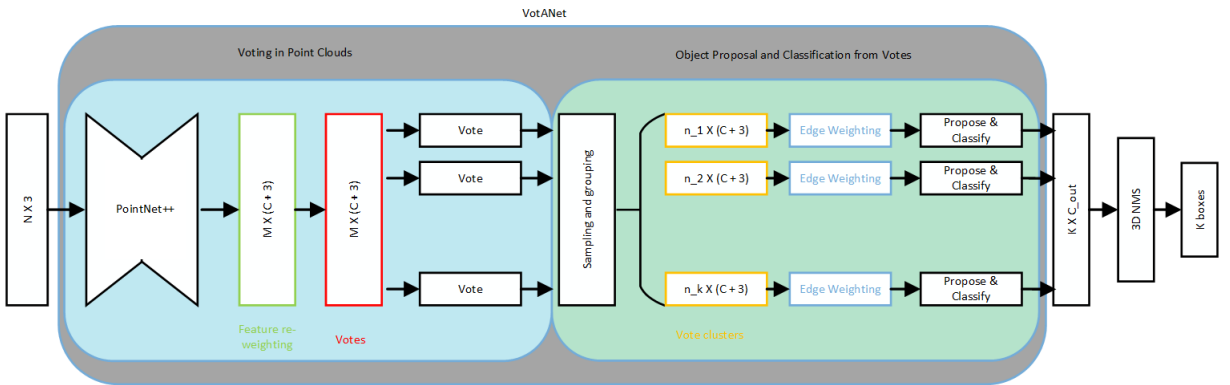 VotANet
Voting in Point Clouds
Object Proposal and Classification from Votes
N X 3
PointNet++
M X (C + 3)
M X (C + 3)
Vote
Vote
Vote
Sampling and grouping
n_1 X (C + 3)
Edge Weighting
Propose &
Classify
n_2 X (C + 3)
Edge Weighting
Propose &
Classify
n_k X (C + 3)
Edge Weighting
Propose &
Classify
K X C_out
3D NMS
K boxes
Feature re-
weighting
Votes
Vote clusters